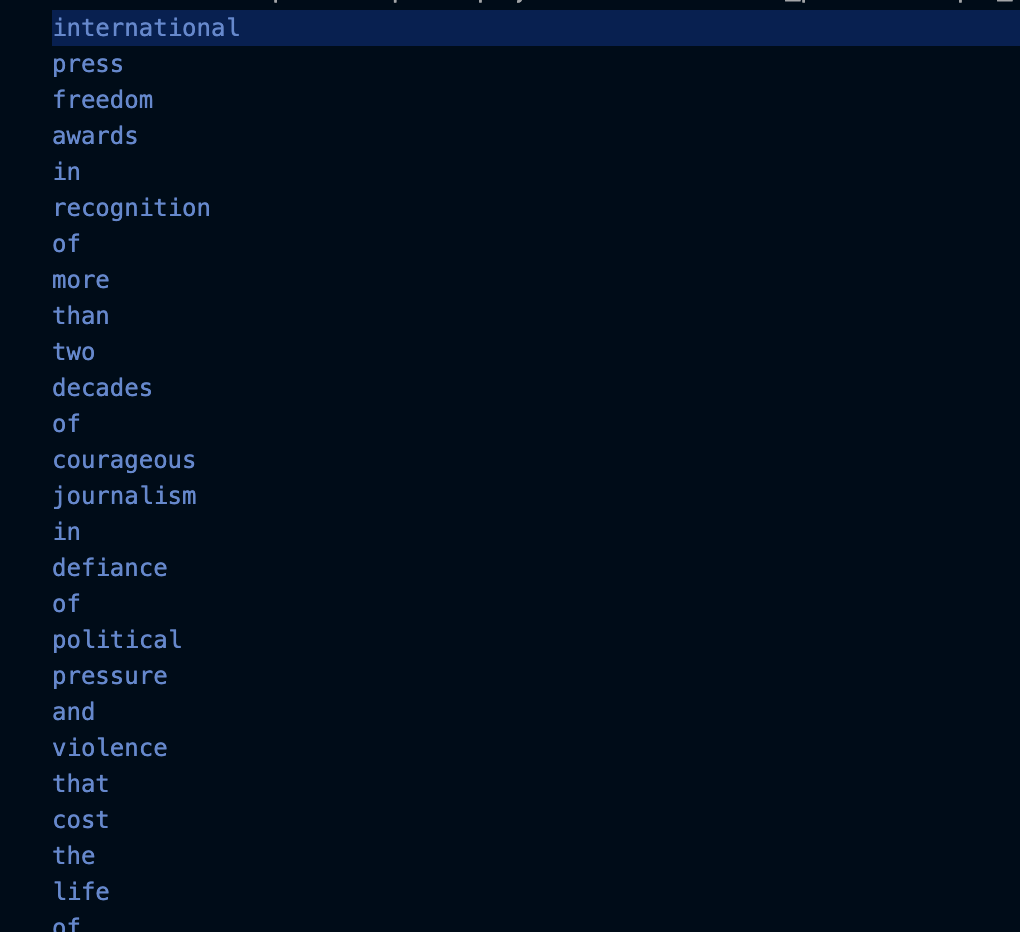 international
press
freedom
awards
in
recognition
of
more
than
two
decades
of
courageous
journalism
in
defiance
of
political
pressure
and
violence
that
cost
the
life
of